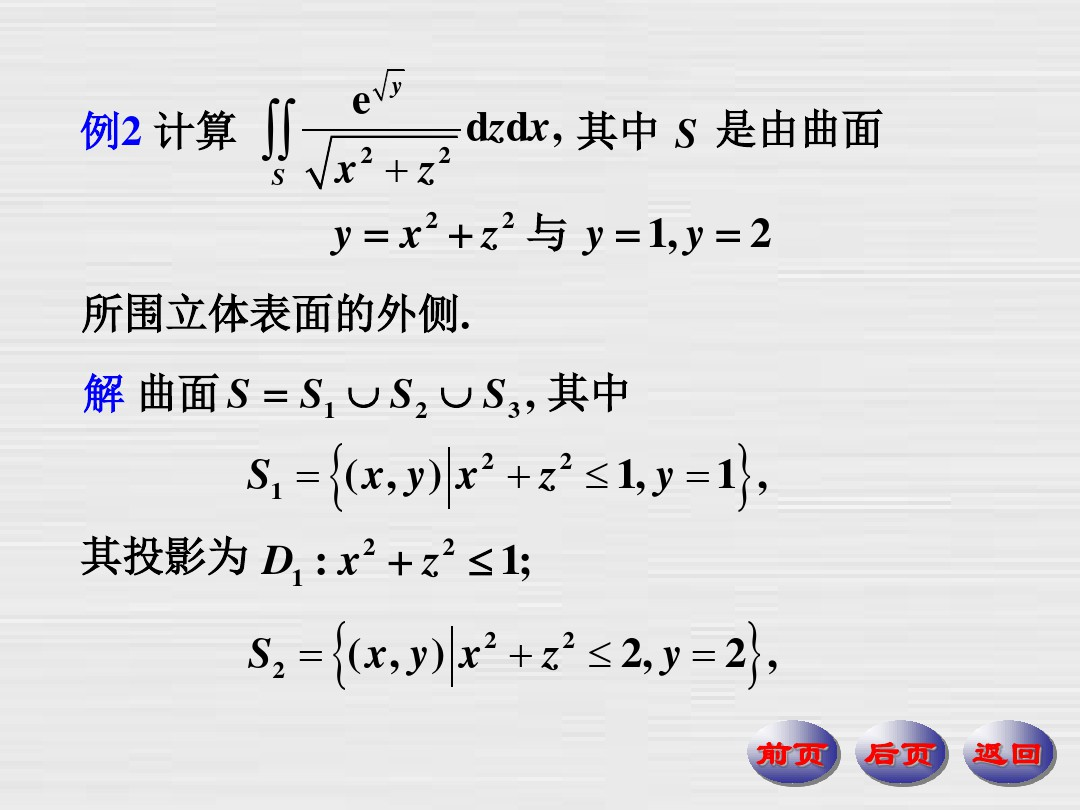 例2 计算 ∬_S e^{√y} / √(x² + z²) dzdx, 其中 S 是由曲面
y = x² + z² 与 y = 1, y = 2
所围立体表面的外侧.
解 曲面 S = S₁ ∪ S₂ ∪ S₃, 其中
S₁ = {(x, y) | x² + z² ≤ 1, y = 1},
其投影为 D₁ : x² + z² ≤ 1;
S₂ = {(x, y) | x² + z² ≤ 2, y = 2},
前页 后页 返回